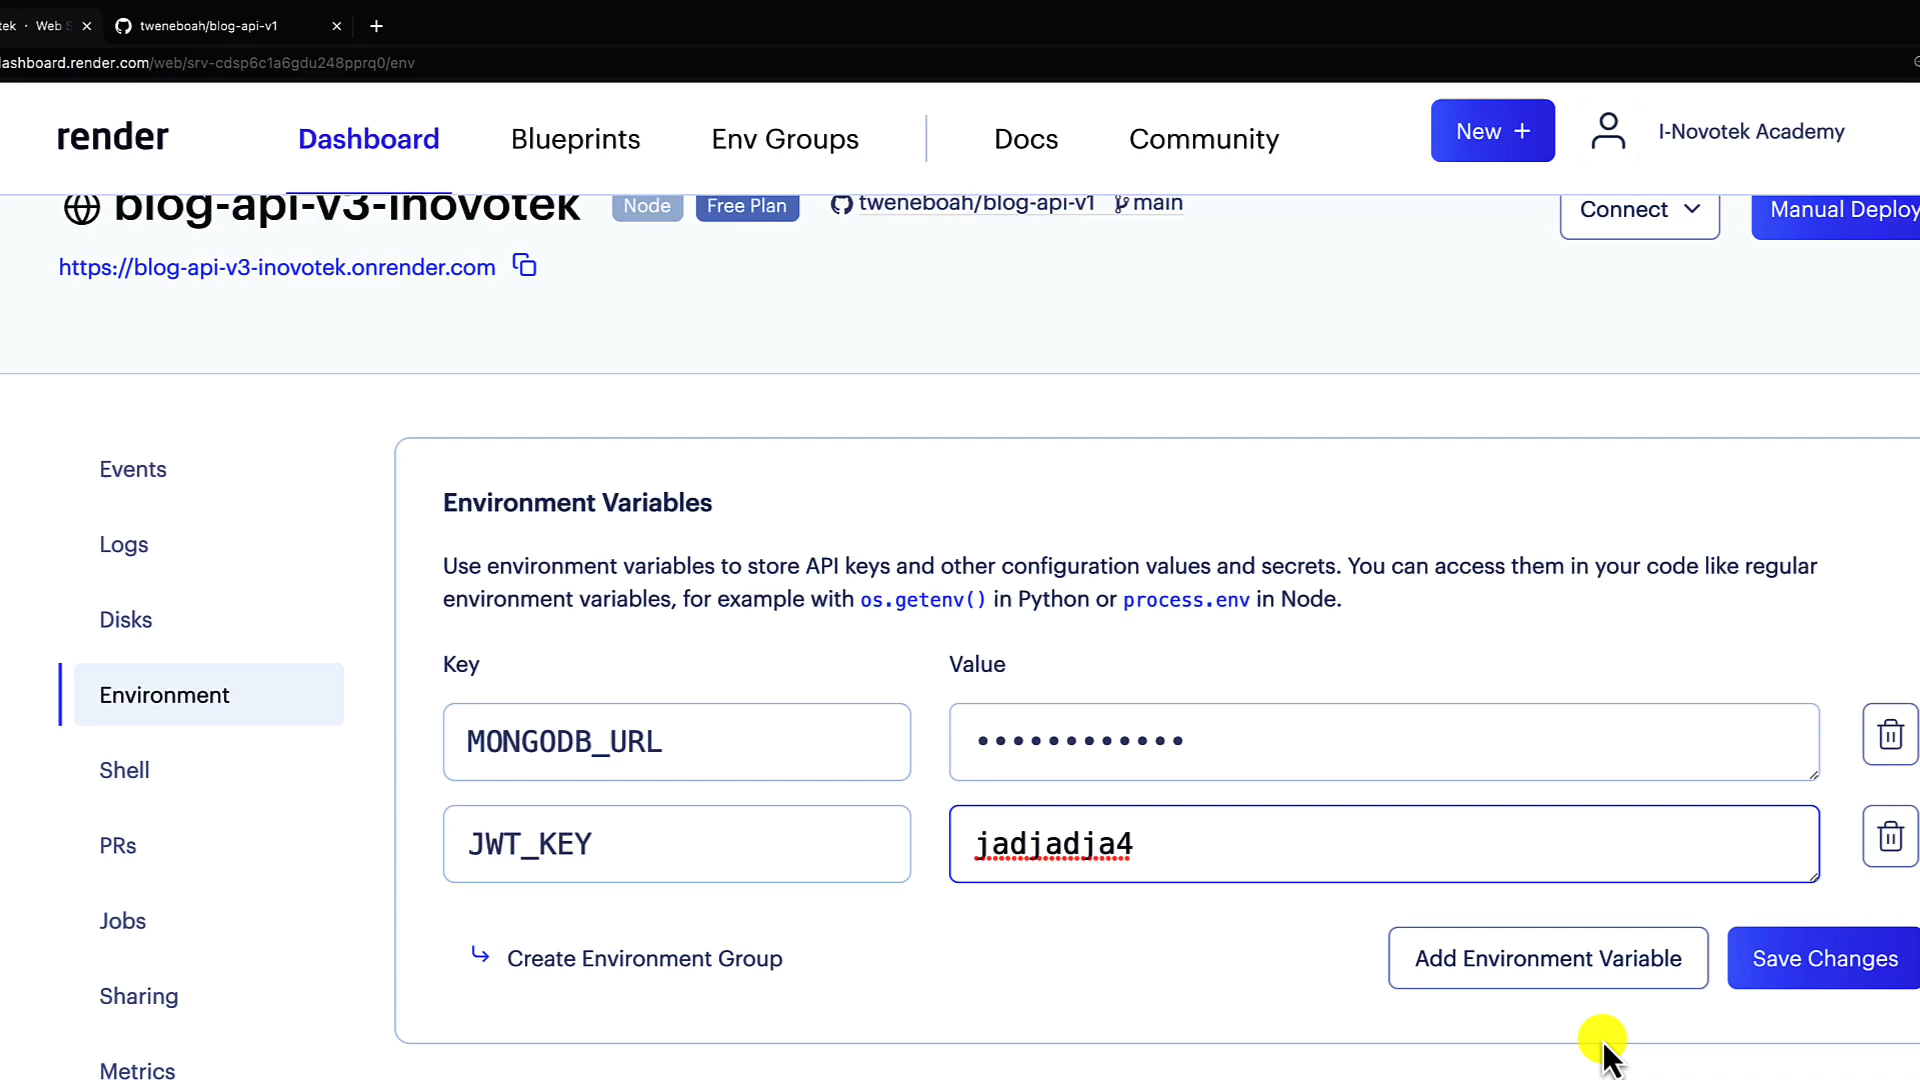 tek · Web S
tweneboah/blog-api-v1
dashboard.render.com/web/srv-cdsp6c1a6gdu248pprq0/env
render
Dashboard
Blueprints
Env Groups
Docs
Community
New +
I-Novotek Academy
blog-api-v3-inovotek
Node
Free Plan
tweneboah/blog-api-v1
main
Connect
Manual Deploy
https://blog-api-v3-inovotek.onrender.com
Events
Logs
Disks
Environment
Shell
PRs
Jobs
Sharing
Metrics
Environment Variables
Use environment variables to store API keys and other configuration values and secrets. You can access them in your code like regular
environment variables, for example with os.getenv() in Python or process.env in Node.
Key
Value
MONGODB_URL
••••••••••••
JWT_KEY
jadjadja4
Create Environment Group
Add Environment Variable
Save Changes